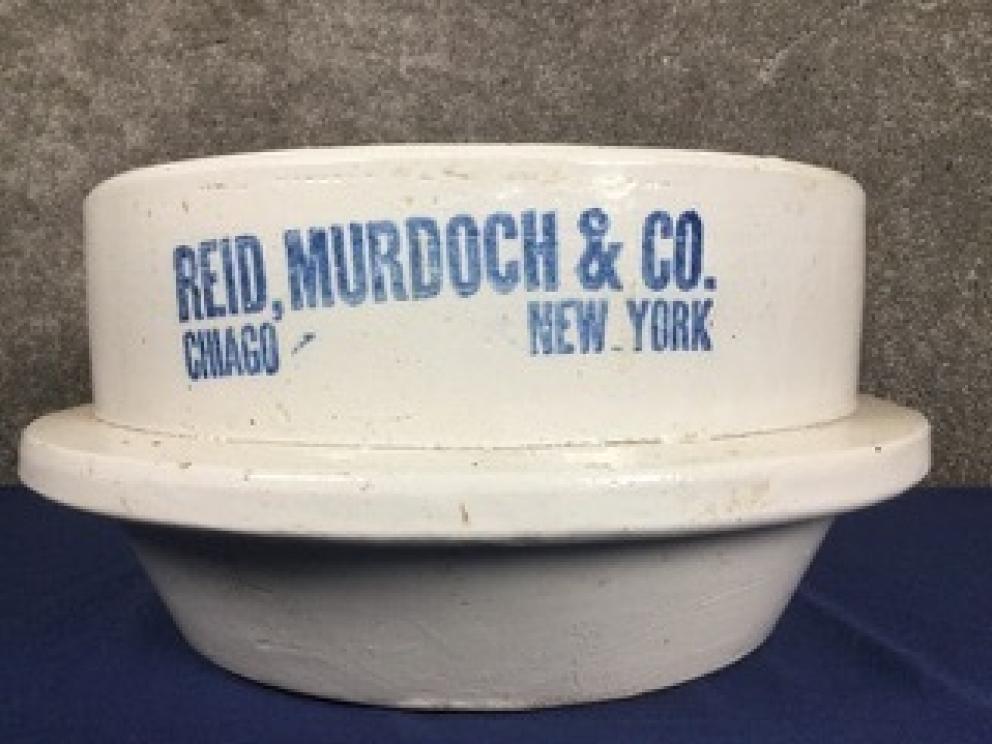 REID, MURDOCH & CO.
CHIAGO NEW YORK